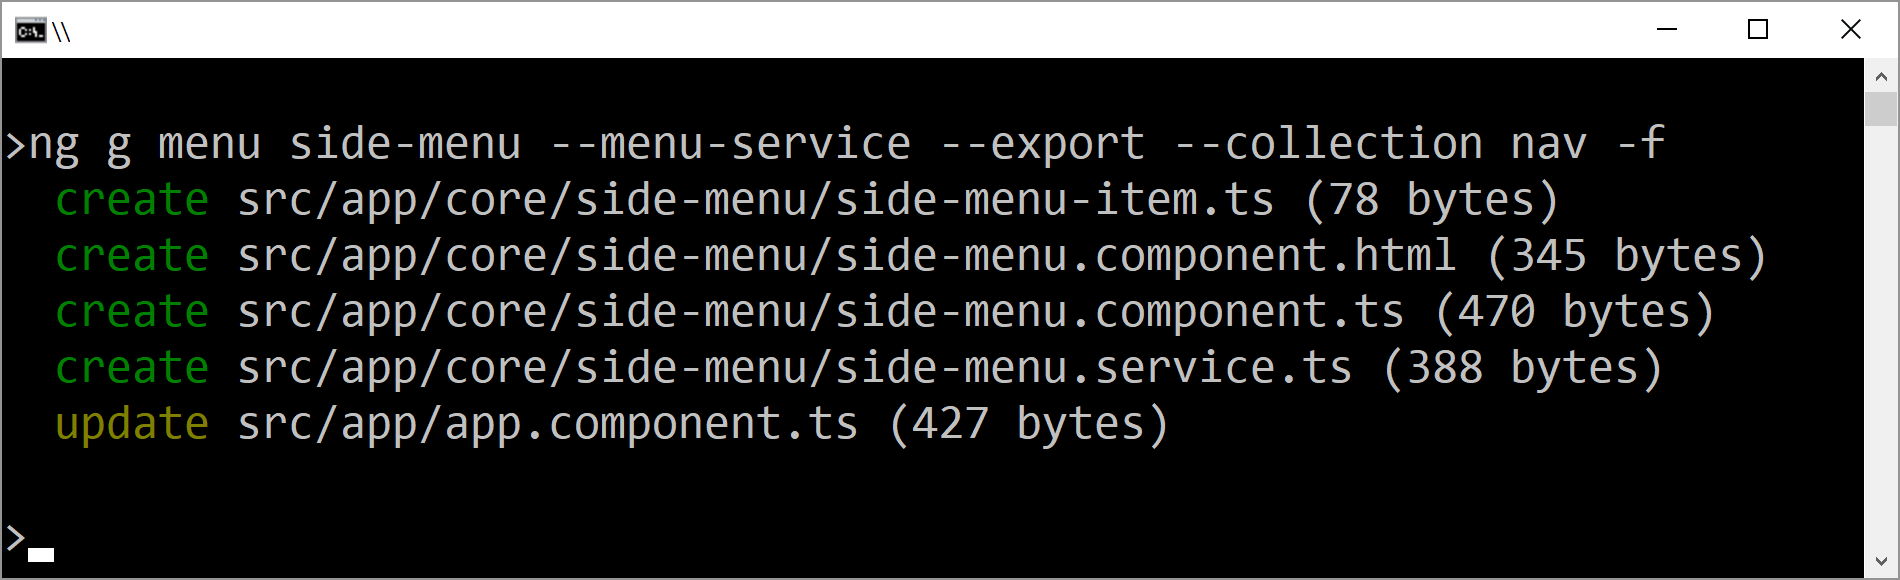 C:\_ \\
>ng g menu side-menu --menu-service --export --collection nav -f
create src/app/core/side-menu/side-menu-item.ts (78 bytes)
create src/app/core/side-menu/side-menu.component.html (345 bytes)
create src/app/core/side-menu/side-menu.component.ts (470 bytes)
create src/app/core/side-menu/side-menu.service.ts (388 bytes)
update src/app/app.component.ts (427 bytes)
>